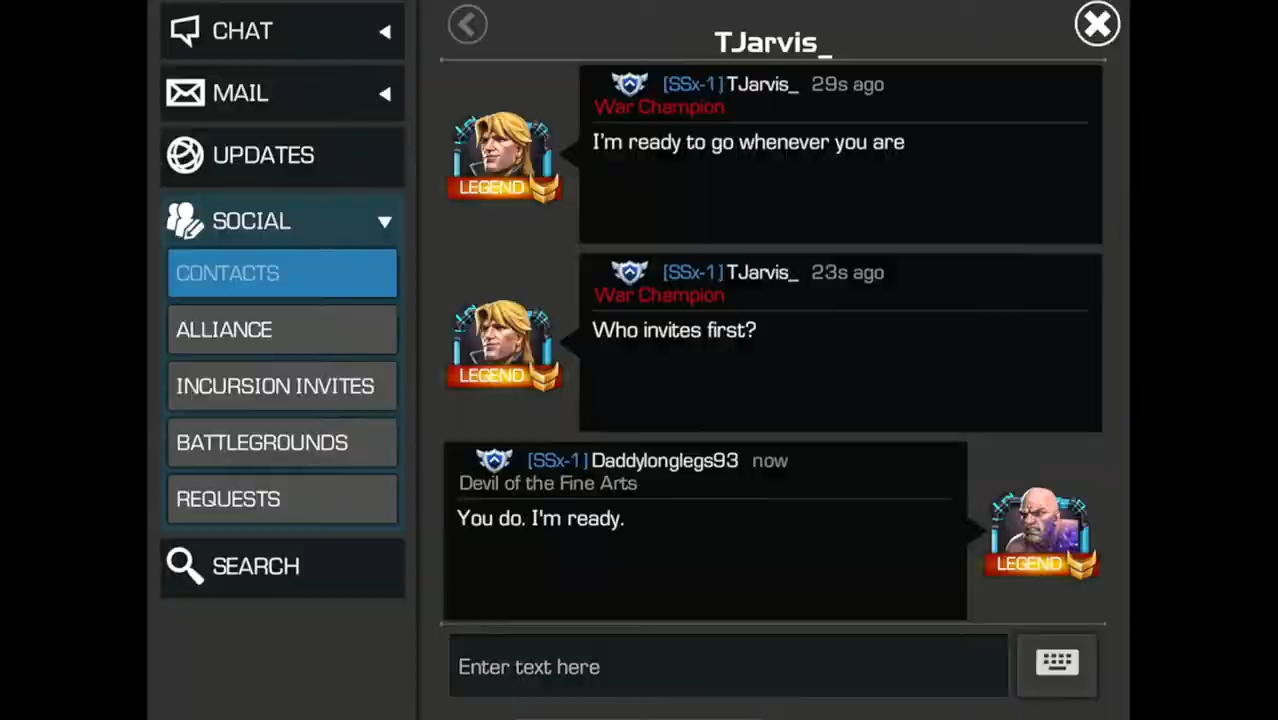 CHAT
MAIL
UPDATES
SOCIAL
CONTACTS
ALLIANCE
INCURSION INVITES
BATTLEGROUNDS
REQUESTS
SEARCH
TJarvis_
[SSx-1] TJarvis_ 29s ago
War Champion
I'm ready to go whenever you are
LEGEND
[SSx-1] TJarvis_ 23s ago
War Champion
Who invites first?
LEGEND
[SSx-1] Daddylonglegs93 now
Devil of the Fine Arts
You do. I'm ready.
LEGEND
Enter text here